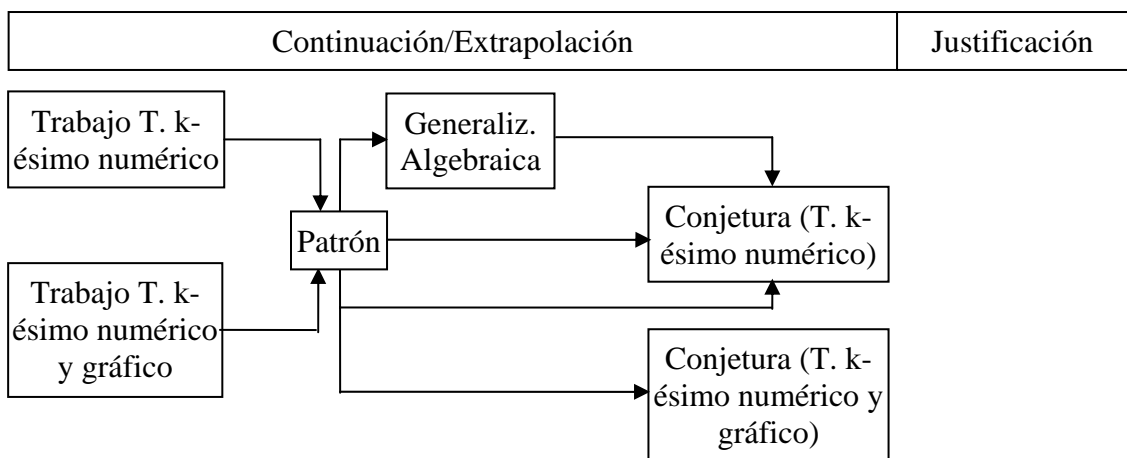 Continuación/Extrapolación
Justificación
Trabajo T. k-
ésimo numérico
Generaliz.
Algebraica
Patrón
Conjetura (T. k-
ésimo numérico)
Trabajo T. k-
ésimo numérico
y gráfico
Conjetura (T. k-
ésimo numérico y
gráfico)